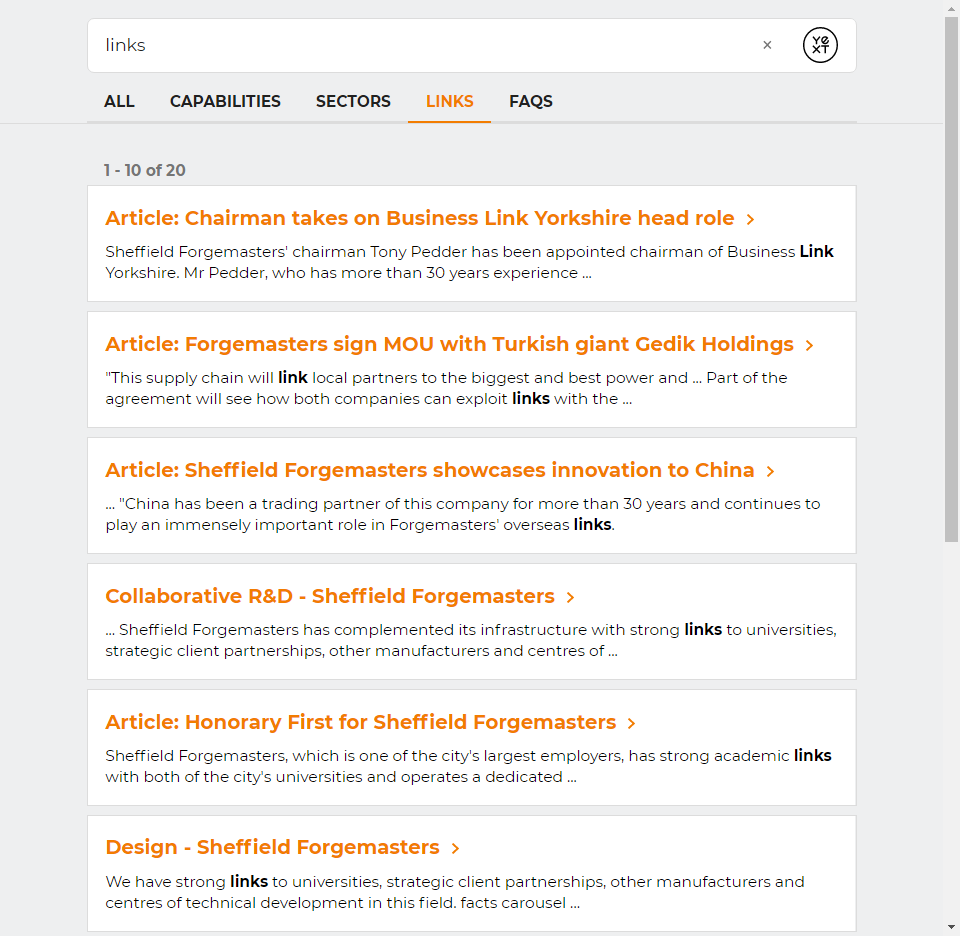 links
×
YEXT
ALL CAPABILITIES SECTORS LINKS FAQS
1 - 10 of 20
Article: Chairman takes on Business Link Yorkshire head role
Sheffield Forgemasters' chairman Tony Pedder has been appointed chairman of Business Link
Yorkshire. Mr Pedder, who has more than 30 years experience ...
Article: Forgemasters sign MOU with Turkish giant Gedik Holdings
"This supply chain will link local partners to the biggest and best power and ... Part of the
agreement will see how both companies can exploit links with the ...
Article: Sheffield Forgemasters showcases innovation to China
... "China has been a trading partner of this company for more than 30 years and continues to
play an immensely important role in Forgemasters' overseas links.
Collaborative R&D - Sheffield Forgemasters
... Sheffield Forgemasters has complemented its infrastructure with strong links to universities,
strategic client partnerships, other manufacturers and centres of ...
Article: Honorary First for Sheffield Forgemasters
Sheffield Forgemasters, which is one of the city's largest employers, has strong academic links
with both of the city's universities and operates a dedicated ...
Design - Sheffield Forgemasters
We have strong links to universities, strategic client partnerships, other manufacturers and
centres of technical development in this field. facts carousel ...